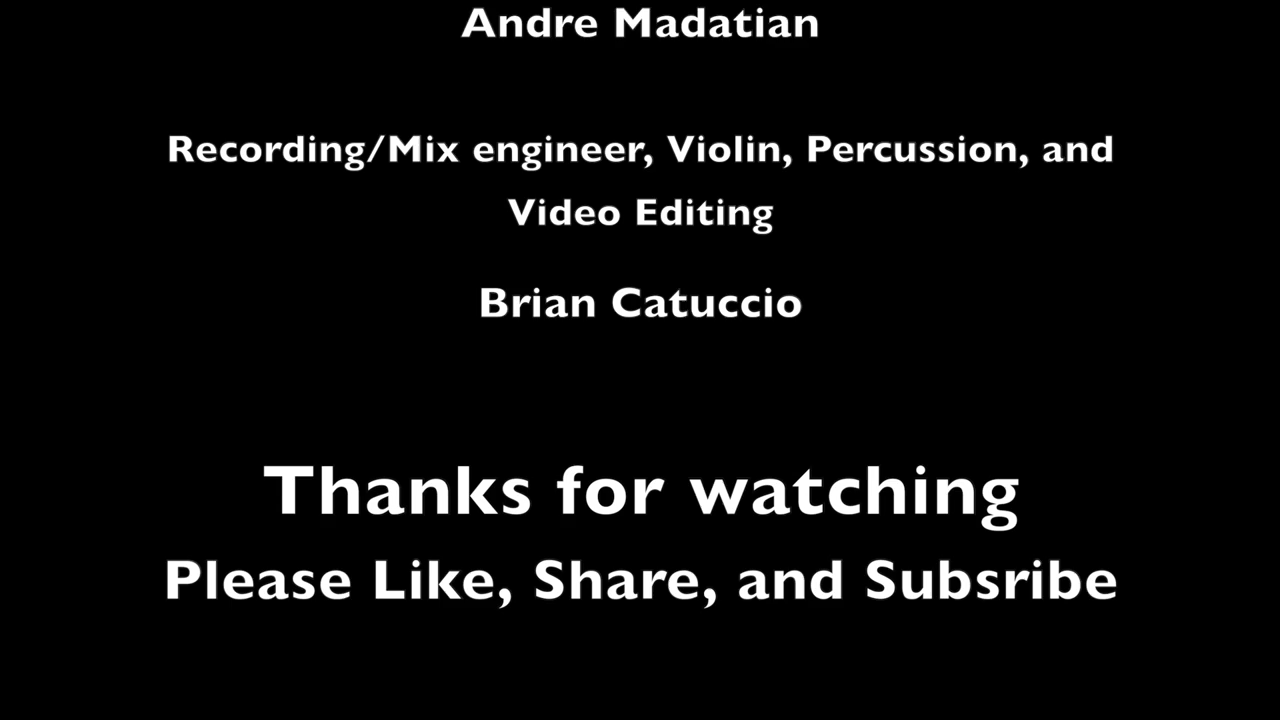 Andre Madatian
Recording/Mix engineer, Violin, Percussion, and
Video Editing
Brian Catuccio
Thanks for watching
Please Like, Share, and Subsribe